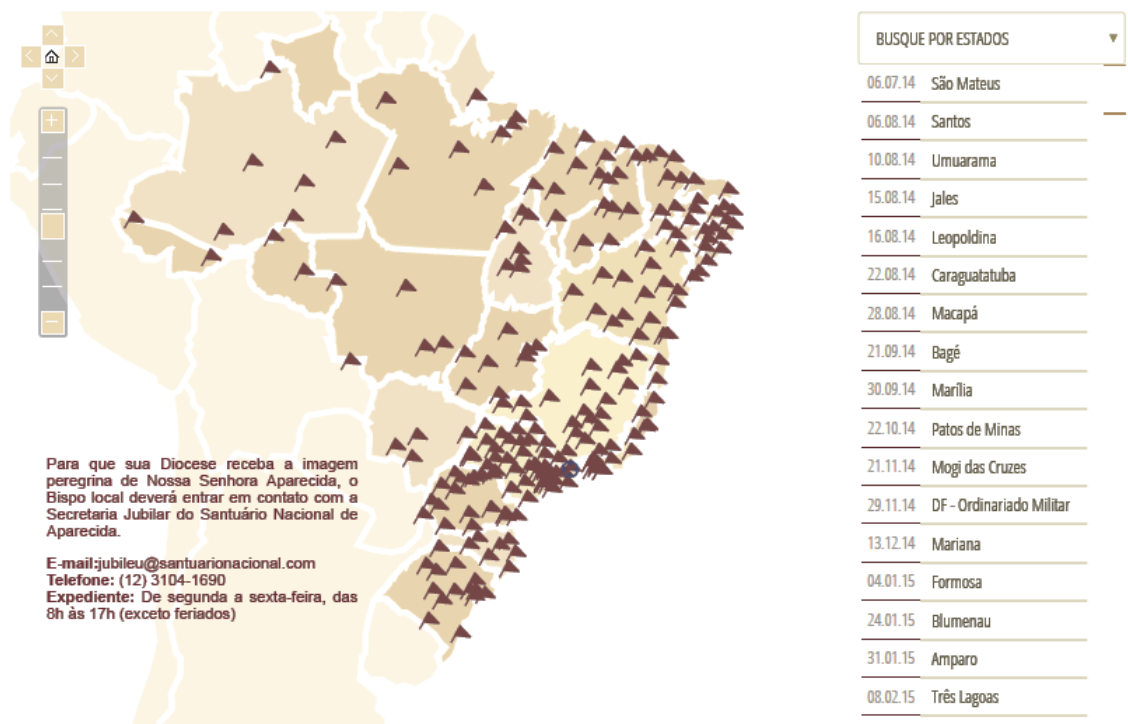 BUSQUE POR ESTADOS ▼
06.07.14 São Mateus
06.08.14 Santos
10.08.14 Umuarama
15.08.14 Jales
16.08.14 Leopoldina
22.08.14 Caraguatatuba
28.08.14 Macapá
21.09.14 Bagé
30.09.14 Marília
22.10.14 Patos de Minas
21.11.14 Mogi das Cruzes
29.11.14 DF - Ordinariado Militar
13.12.14 Mariana
04.01.15 Formosa
24.01.15 Blumenau
31.01.15 Amparo
08.02.15 Três Lagoas
Para que sua Diocese receba a imagem
peregrina de Nossa Senhora Aparecida, o
Bispo local deverá entrar em contato com a
Secretaria Jubilar do Santuário Nacional de
Aparecida.
E-mail:jubileu@santuarionacional.com
Telefone: (12) 3104-1690
Expediente: De segunda a sexta-feira, das
8h às 17h (exceto feriados)